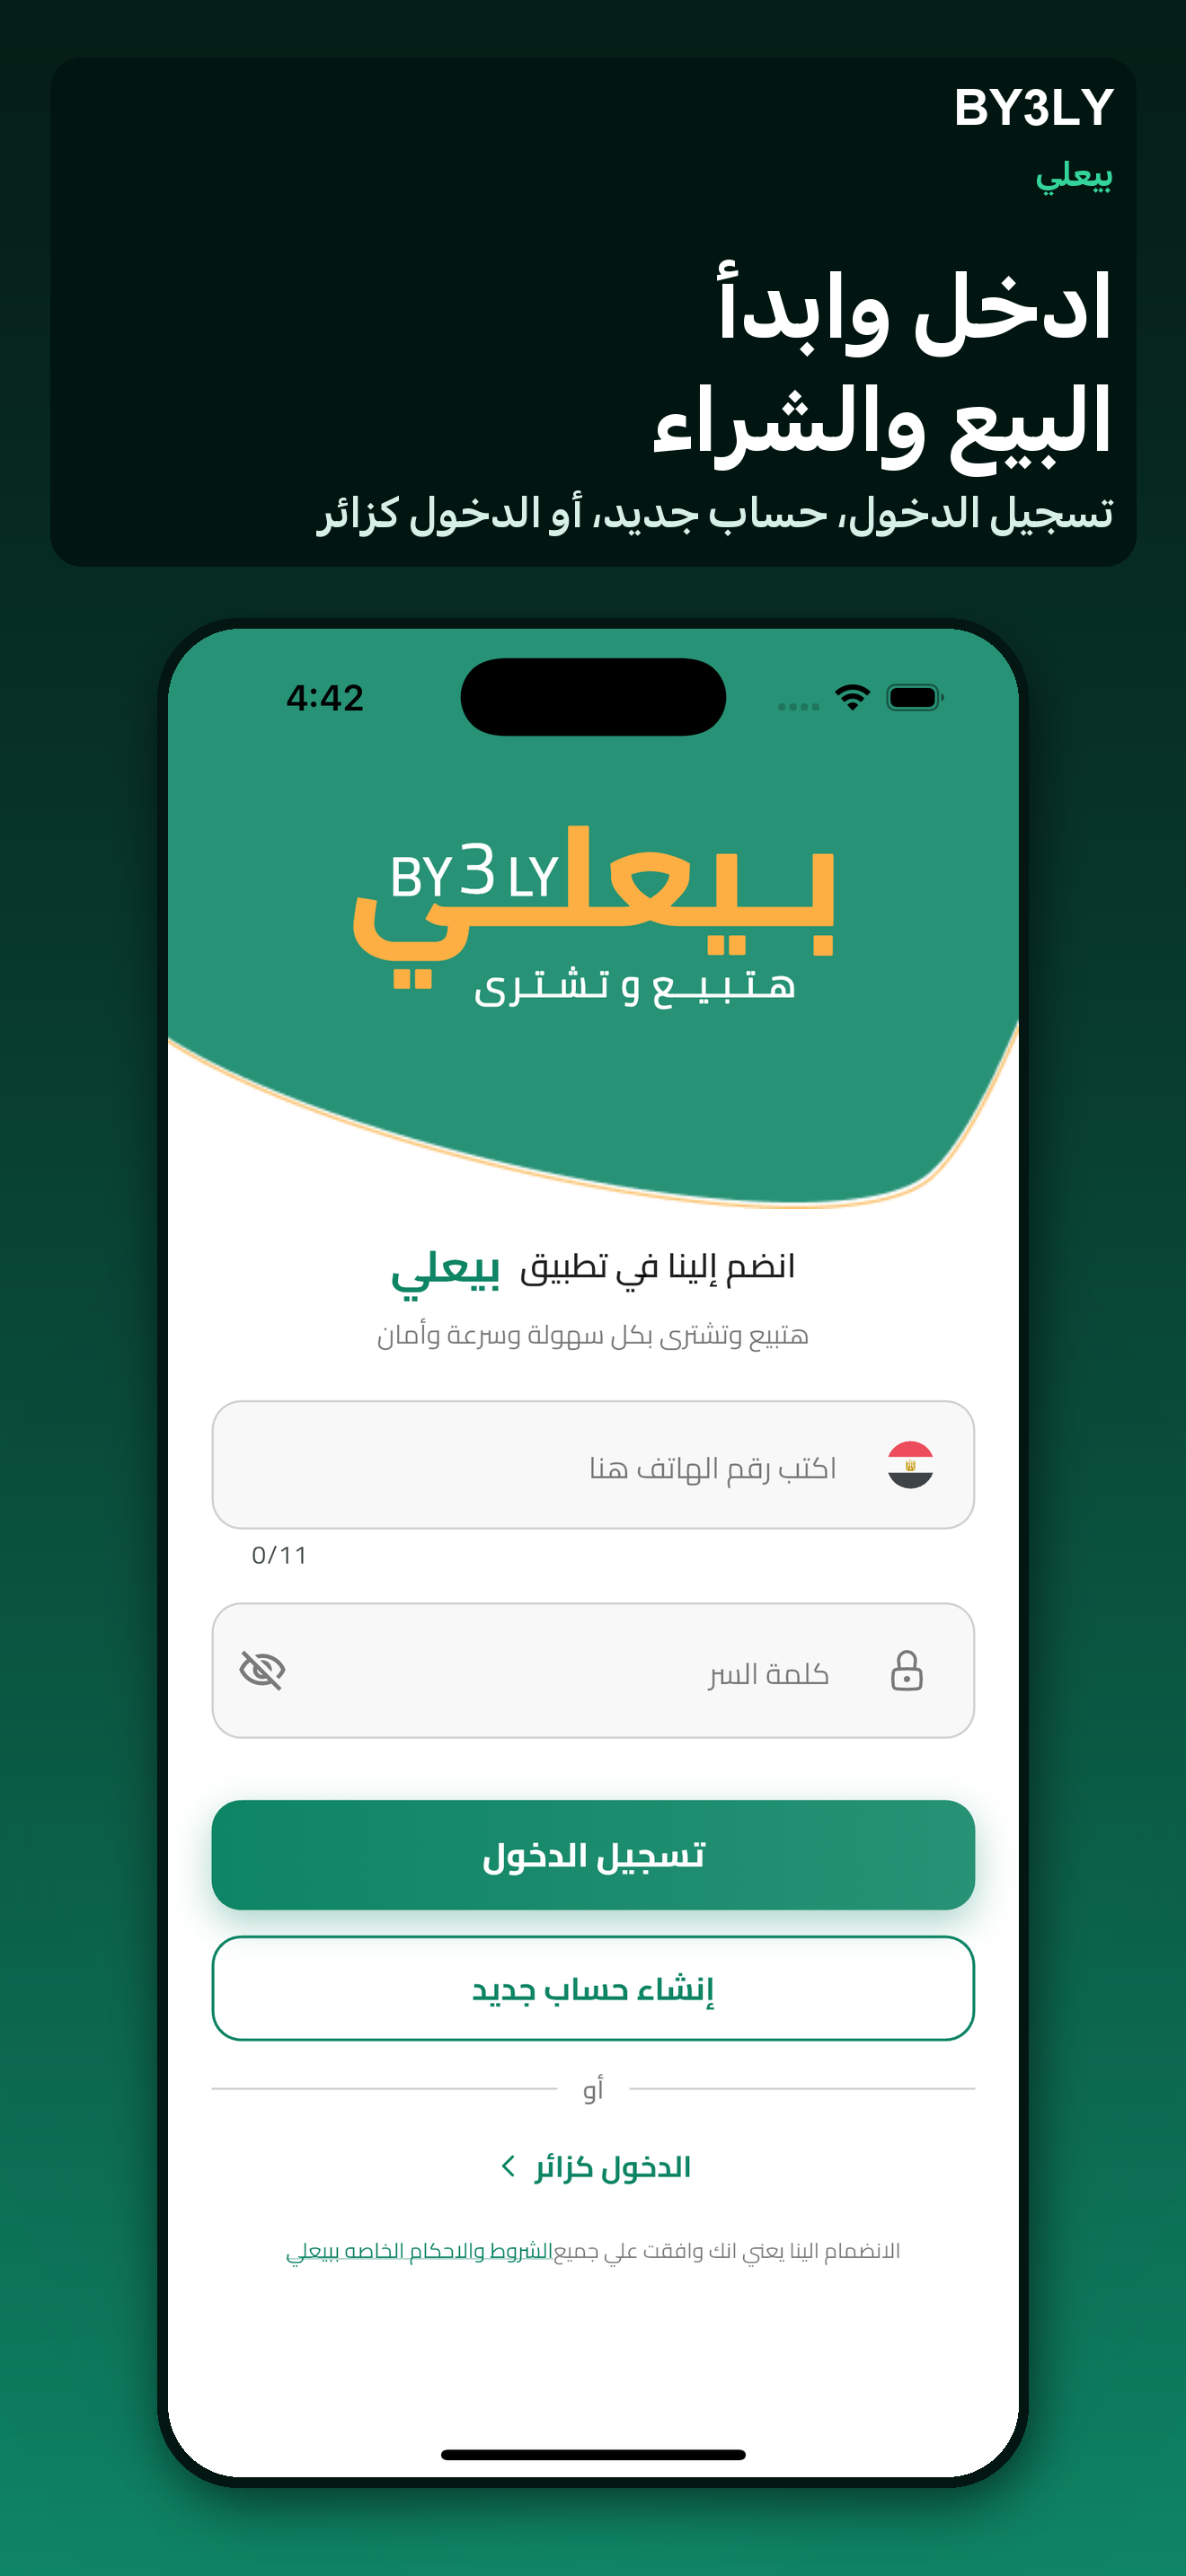 BY3LY
بيعلي
ادخل وابدأ
البيع والشراء
تسجيل الدخول، حساب جديد، أو الدخول كزائر
4:42
بيعلي BY3LY
هتبيع و تشترى
انضم إلينا في تطبيق بيعلي
هتبيع وتشترى بكل سهولة وسرعة وأمان
اكتب رقم الهاتف هنا
0/11
كلمة السر
تسجيل الدخول
إنشاء حساب جديد
أو
الدخول كزائر
الانضمام الينا يعني انك وافقت علي جميعالشروط والاحكام الخاصه ببيعلي